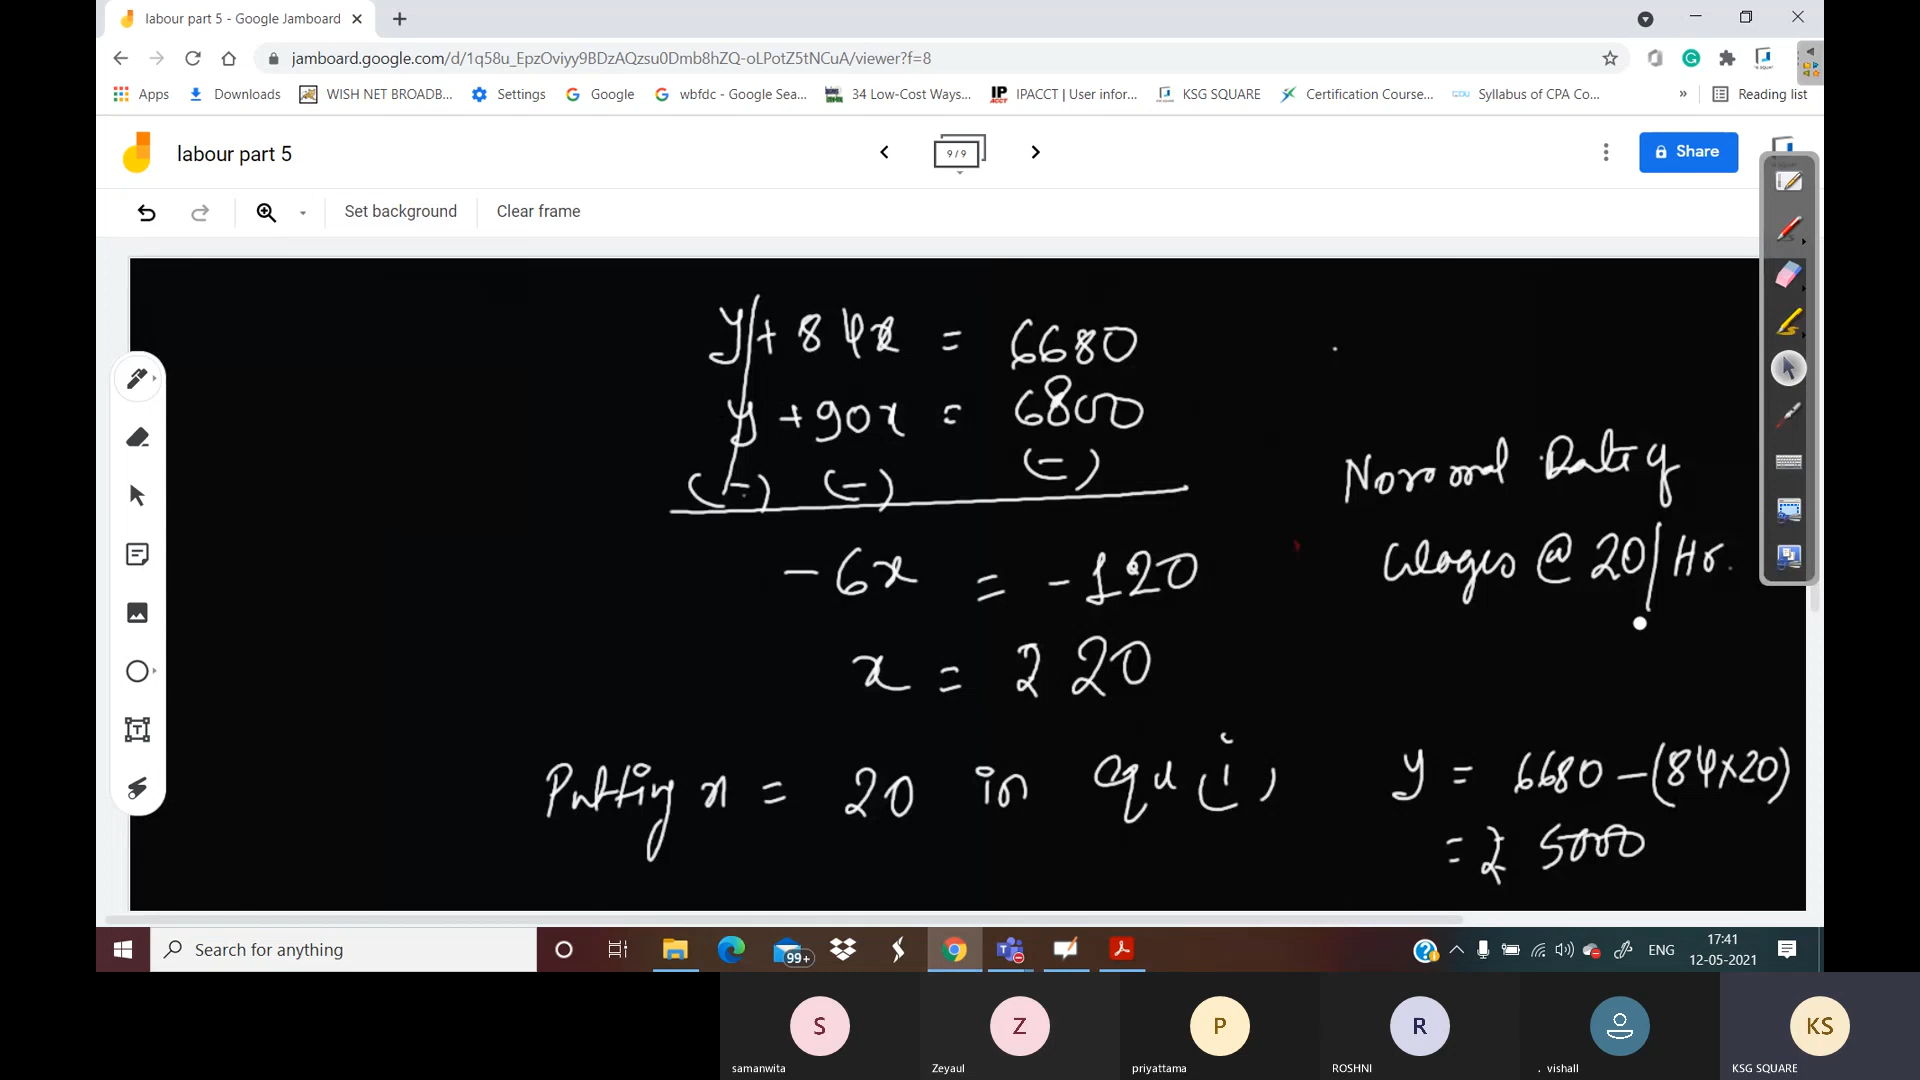 labour part 5 - Google Jamboard
jamboard.google.com/d/1q58u_EpzOviyy9BDzAQzsu0Dmb8hZQ-oLPotZ5tNCuA/viewer?f=8
Apps Downloads WISH NET BROADB... Settings Google wbfdc - Google Sea... 34 Low-Cost Ways... IPACCT | User infor... KSG SQUARE Certification Course... Syllabus of CPA Co... » Reading list
labour part 5
9 / 9
Share
Set background Clear frame
y + 84x = 6680
y + 90x = 6800
(-) (-) (-)
-6x = -120
x = ₹ 20
Normal Rate of
Wages @ 20/Hr.
Putting x = 20 in equ (i)
y = 6680 - (84×20)
= ₹ 5000
Search for anything
99+
ENG
17:41
12-05-2021
S Z P R KS
samanwita Zeyaul priyattama ROSHNI . vishall KSG SQUARE